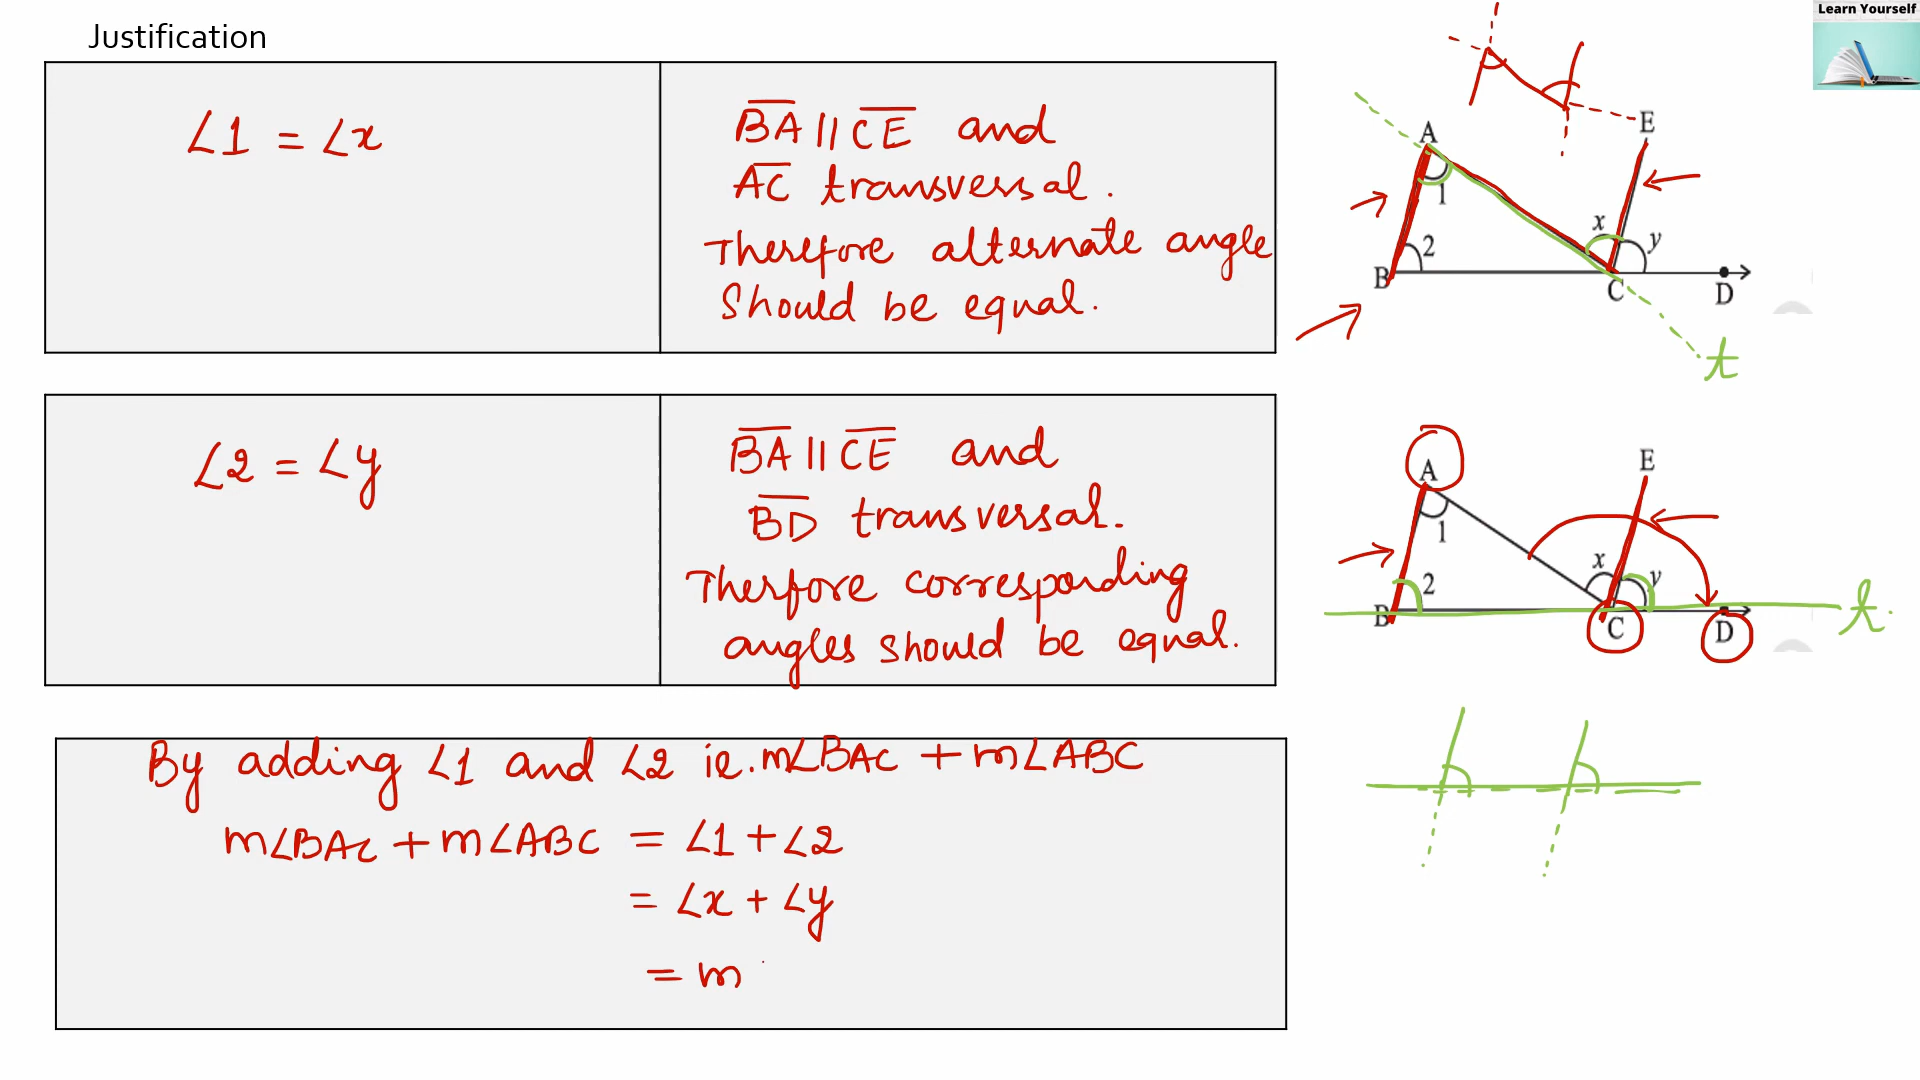 Justification
Learn Yourself
∠1 = ∠x
BA || CE and
AC transversal.
Therefore alternate angle
Should be equal.
A
E
1
2
x
y
B
C
D
t
∠2 = ∠y
BA || CE and
BD transversal.
Therfore corresponding
angles should be equal.
A
E
1
2
x
y
B
C
D
t.
By adding ∠1 and ∠2 ie. m∠BAC + m∠ABC
m∠BAC + m∠ABC = ∠1 + ∠2
= ∠x + ∠y
= m